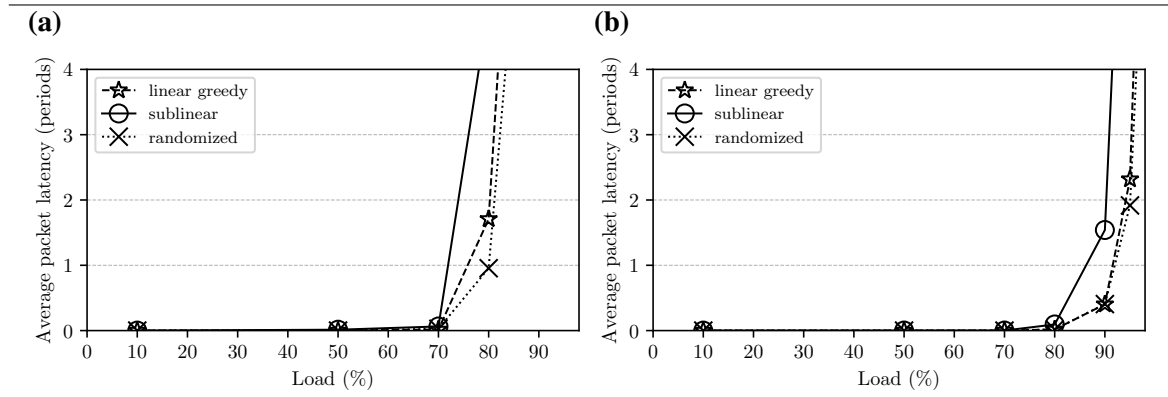 (a)
Average packet latency (periods)
4
3
2
1
0
linear greedy
sublinear
randomized
0 10 20 30 40 50 60 70 80 90
Load (%)
(b)
Average packet latency (periods)
4
3
2
1
0
linear greedy
sublinear
randomized
0 10 20 30 40 50 60 70 80 90
Load (%)